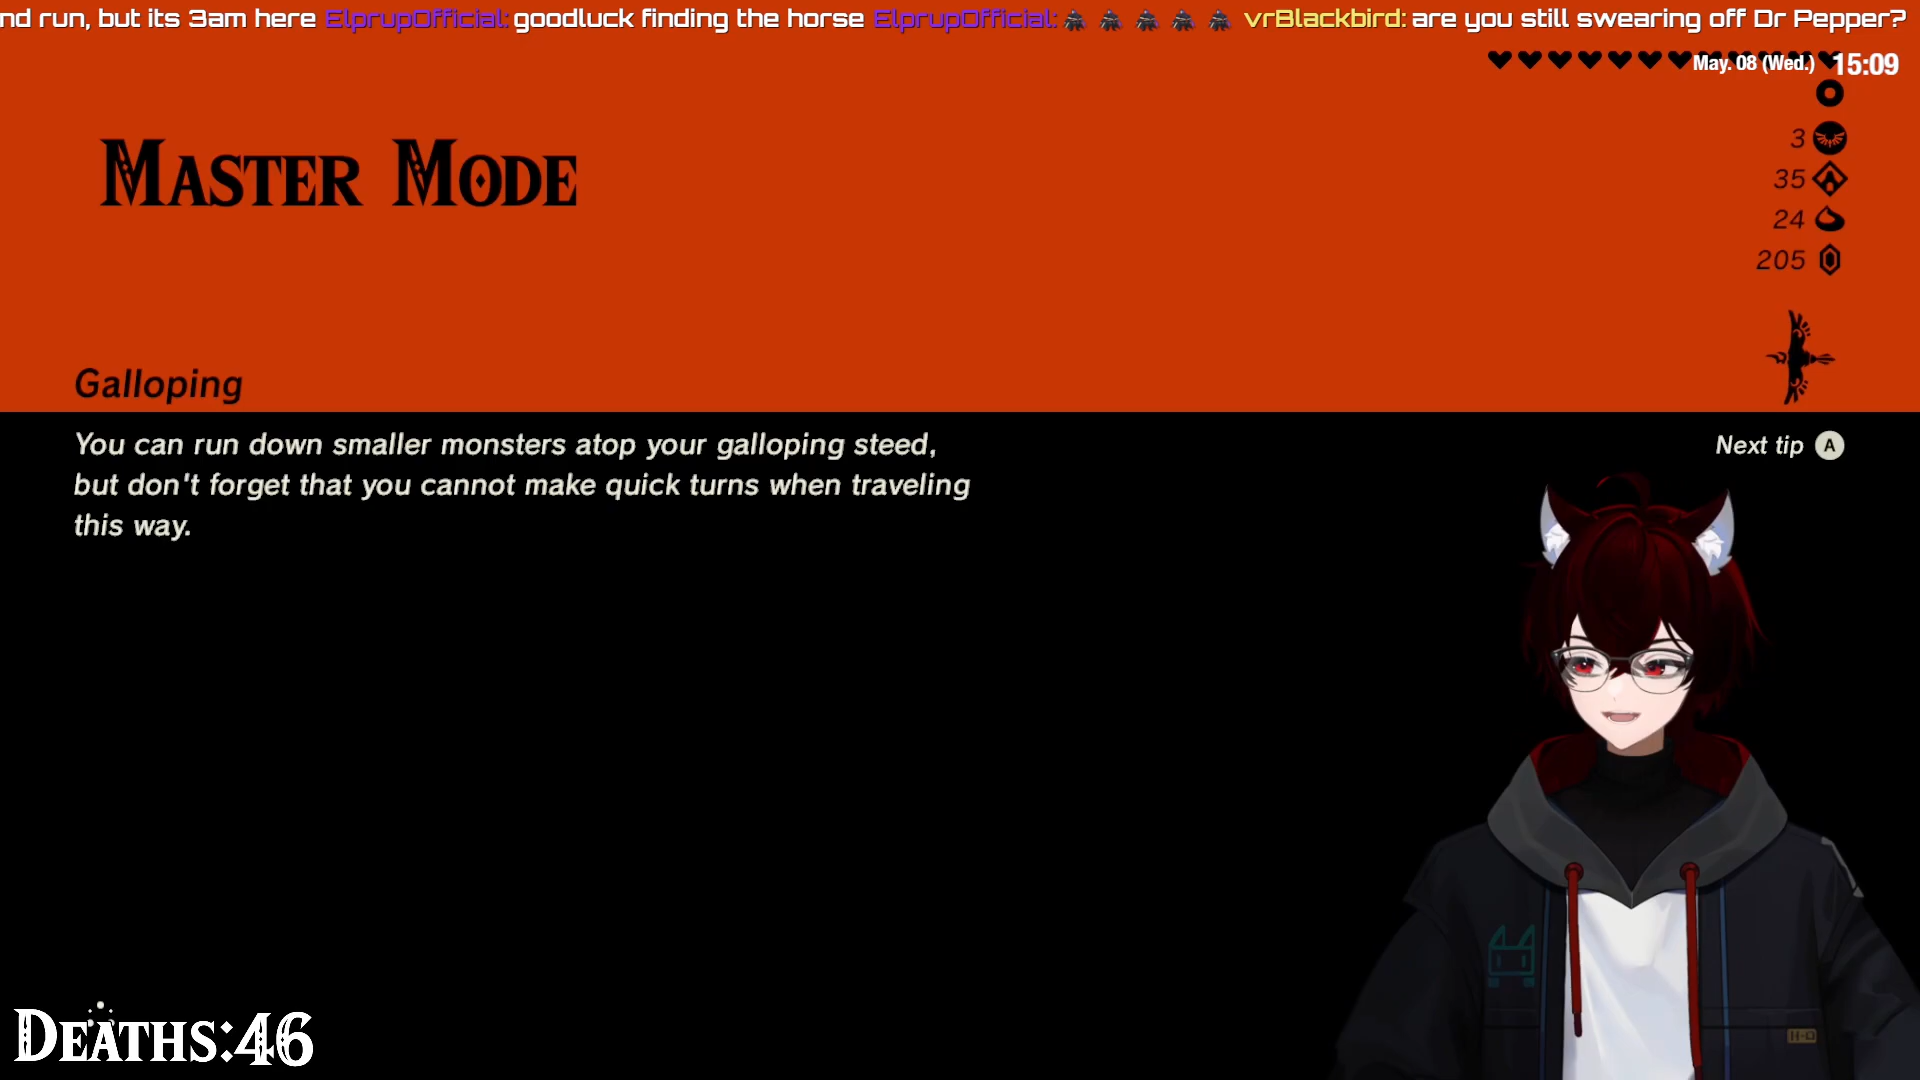 nd run, but its 3am here ElprupOfficial: goodluck finding the horse ElprupOfficial: vrBlackbird: are you still swearing off Dr Pepper?
May. 08 (Wed.) 15:09
MASTER MODE
3
35
24
205
Galloping
You can run down smaller monsters atop your galloping steed,
but don't forget that you cannot make quick turns when traveling
this way.
Next tip A
DEATHS:46